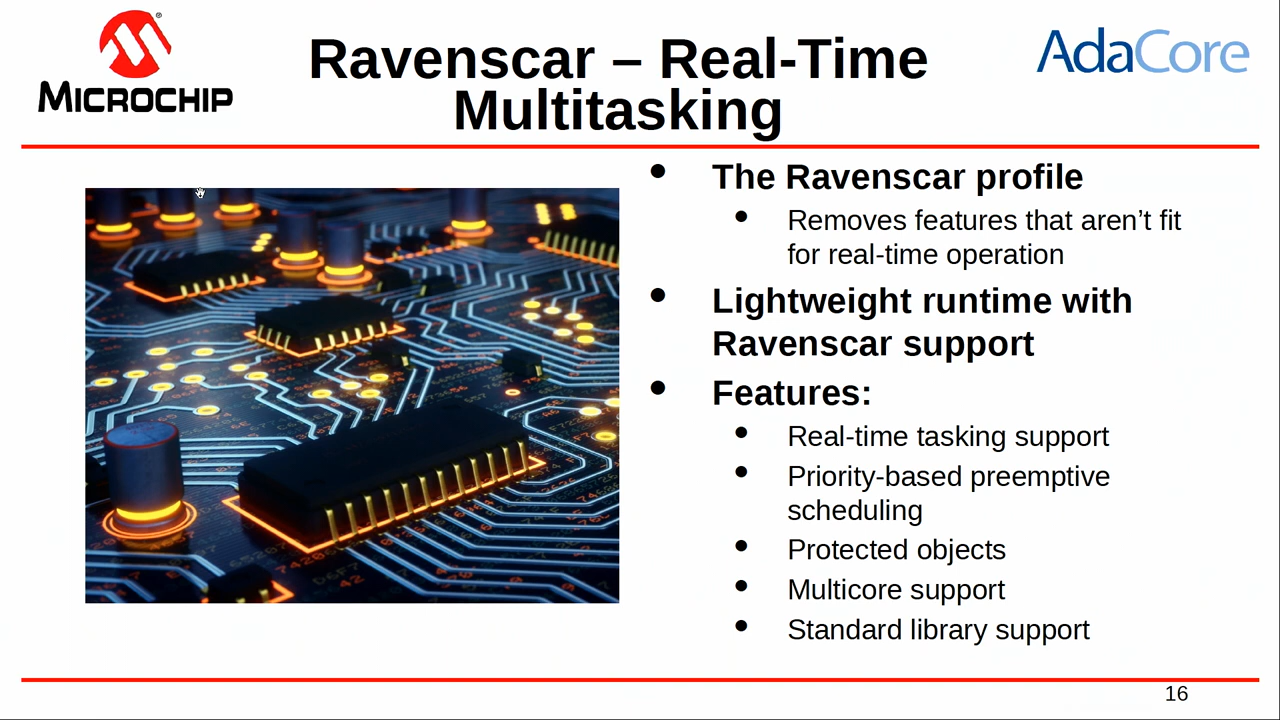 MICROCHIP
Ravenscar – Real-Time
Multitasking
AdaCore
• The Ravenscar profile
• Removes features that aren’t fit
for real-time operation
• Lightweight runtime with
Ravenscar support
• Features:
• Real-time tasking support
• Priority-based preemptive
scheduling
• Protected objects
• Multicore support
• Standard library support
16